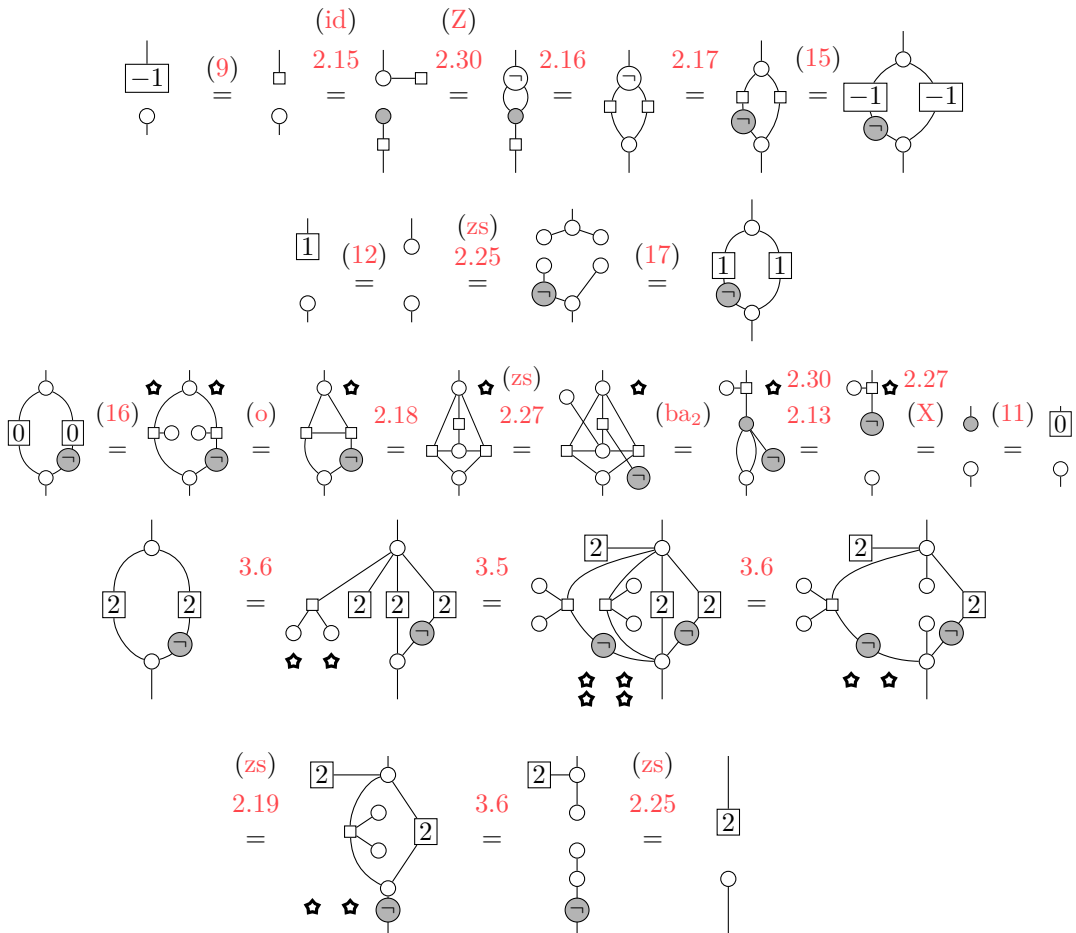 (id) (Z)
−1 (9) 2.15 2.30 ¬ 2.16 ¬ 2.17 (15) −1 −1
= = = = = ¬ = ¬
(zs)
1 (12) 2.25 (17) 1 1
= = ¬ = ¬
(zs) 2.30 2.27
0 0 (16) (o) 2.18 2.27 (ba₂) 2.13 (X) (11) 0
¬ = ¬ = ¬ = = ¬ = ¬ = ¬ = =
2 2
3.6 3.5 3.6
2 2 = 2 2 2 = 2 2 = 2
¬ ¬ ¬ ¬ ¬ ¬
(zs) 2 2 (zs)
2.19 3.6 2.25
= 2 = = 2
¬ ¬